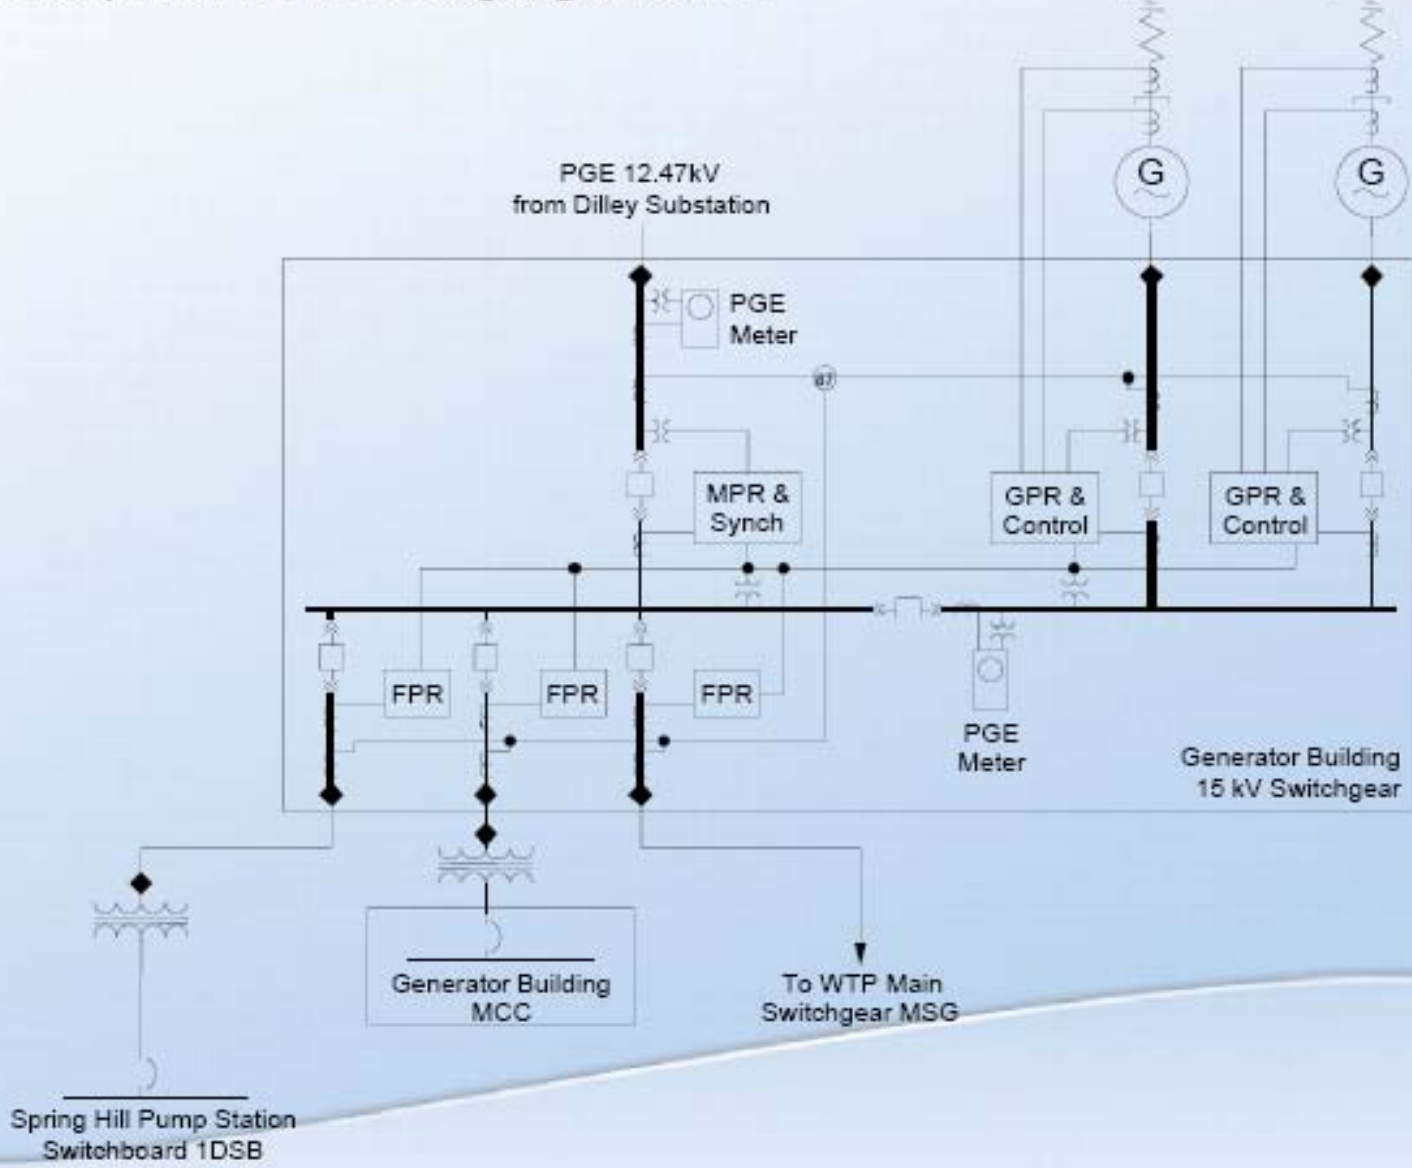 PGE 12.47kV
from Dilley Substation
G
G
PGE
Meter
87
MPR &
Synch
GPR &
Control
GPR &
Control
FPR
FPR
FPR
PGE
Meter
Generator Building
15 kV Switchgear
Generator Building
MCC
To WTP Main
Switchgear MSG
Spring Hill Pump Station
Switchboard 1DSB